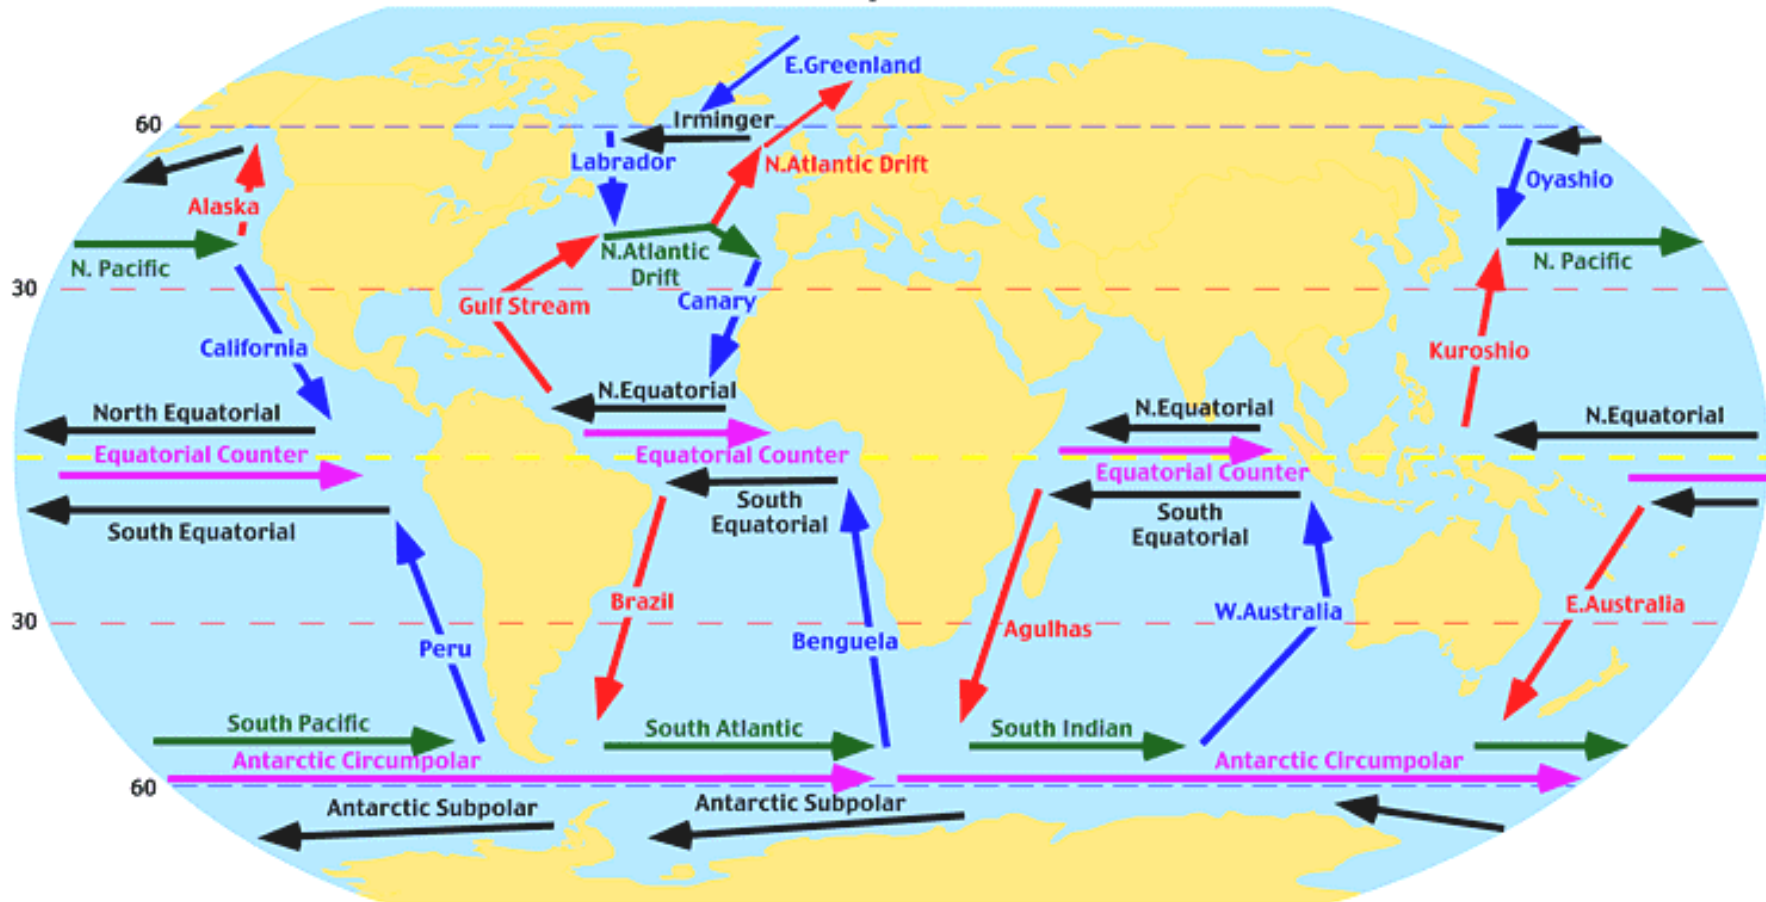 E.Greenland
60
Irminger
Labrador
N.Atlantic Drift
Oyashio
Alaska
N. Pacific
N.Atlantic
Drift
N. Pacific
30
Gulf Stream
Canary
California
Kuroshio
North Equatorial
N.Equatorial
N.Equatorial
N.Equatorial
Equatorial Counter
Equatorial Counter
Equatorial Counter
South Equatorial
South
Equatorial
South
Equatorial
30
Brazil
Peru
Benguela
Agulhas
W.Australia
E.Australia
South Pacific
South Atlantic
South Indian
Antarctic Circumpolar
Antarctic Circumpolar
60
Antarctic Subpolar
Antarctic Subpolar